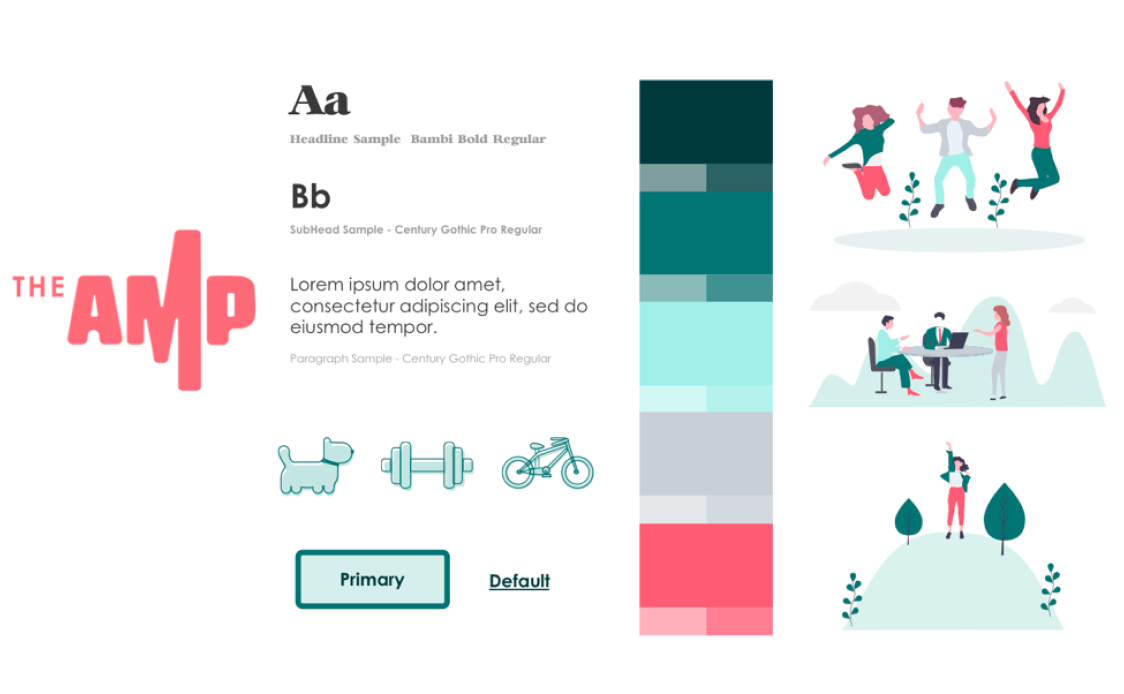 THE AMP
Aa
Headline Sample  Bambi Bold Regular
Bb
SubHead Sample - Century Gothic Pro Regular
Lorem ipsum dolor amet,
consectetur adipiscing elit, sed do
eiusmod tempor.
Paragraph Sample - Century Gothic Pro Regular
Primary
Default